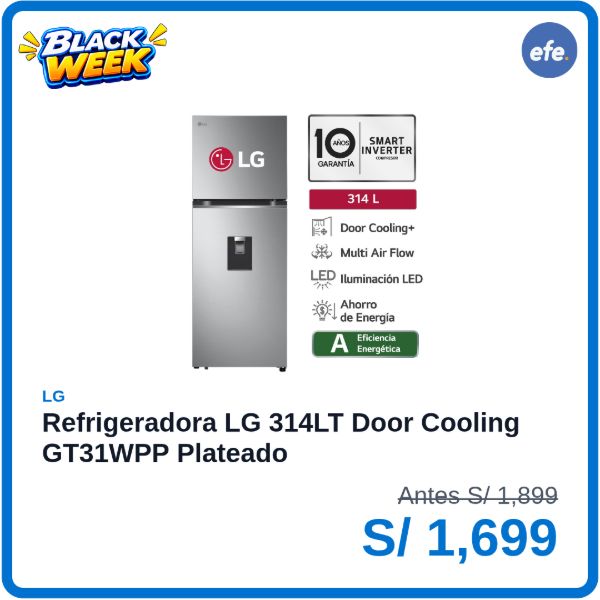 BLACK
WEEK
efe.
LG
10
AÑOS
GARANTÍA
SMART
INVERTER
COMPRESSOR
314 L
Door Cooling+
Multi Air Flow
LED
Iluminación LED
Ahorro
de Energía
A
Eficiencia
Energética
LG
Refrigeradora LG 314LT Door Cooling
GT31WPP Plateado
Antes S/ 1,899
S/ 1,699